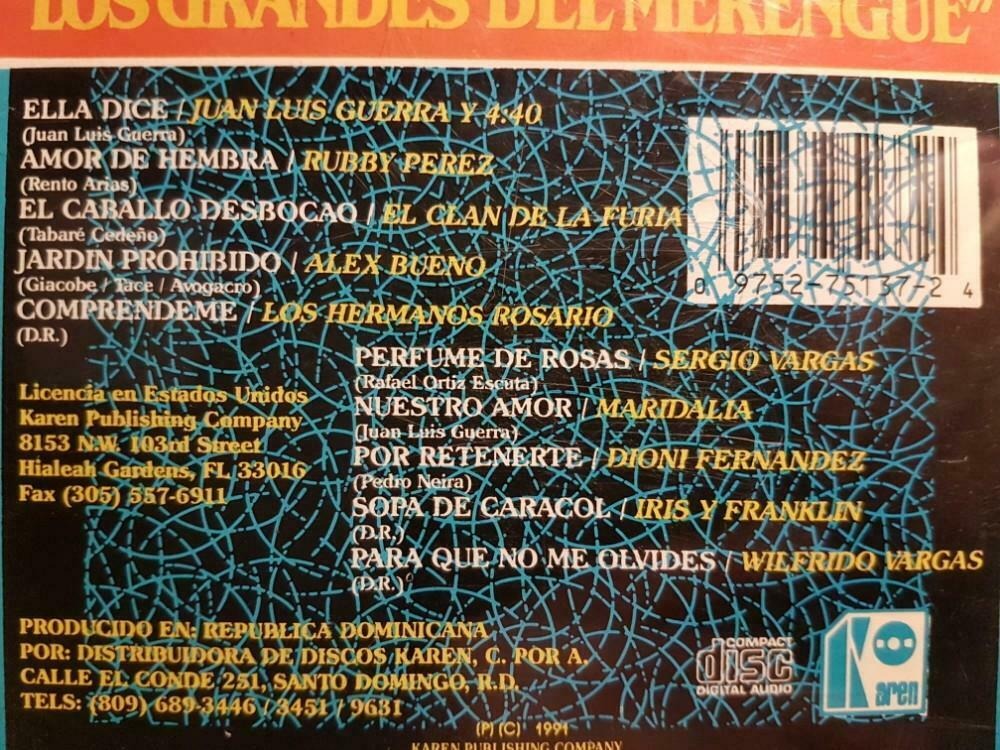 LOS GRANDES DEL MERENGUE"
ELLA DICE / JUAN LUIS GUERRA Y 4:40
(Juan Luis Guerra)
AMOR DE HEMBRA / RUBBY PEREZ
(Rento Arias)
EL CABALLO DESBOCAO / EL CLAN DE LA FURIA
(Tabaré Cedeño)
JARDIN PROHIBIDO / ALEX BUENO
(Giacobe / Tace / Avogacro)
COMPRENDEME / LOS HERMANOS ROSARIO
(D.R.)
0 9752-75137-2 4
PERFUME DE ROSAS / SERGIO VARGAS
(Rafael Ortiz Escuta)
NUESTRO AMOR / MARIDALIA
(Juan Luis Guerra)
POR RETENERTE / DIONI FERNANDEZ
(Pedro Neira)
SOPA DE CARACOL / IRIS Y FRANKLIN
(D.R.)
PARA QUE NO ME OLVIDES / WILFRIDO VARGAS
(D.R.)
Licencia en Estados Unidos
Karen Publishing Company
8153 N.W. 103rd Street
Hialeah Gardens, FL 33016
Fax (305) 557-6911
PRODUCIDO EN: REPUBLICA DOMINICANA
POR: DISTRIBUIDORA DE DISCOS KAREN, C. POR A.
CALLE EL CONDE 251, SANTO DOMINGO, R.D.
TELS: (809) 689-3446 / 3451 / 9631
COMPACT
disc
DIGITAL AUDIO
Karen
(P) (C) 1991
KAREN PUBLISHING COMPANY